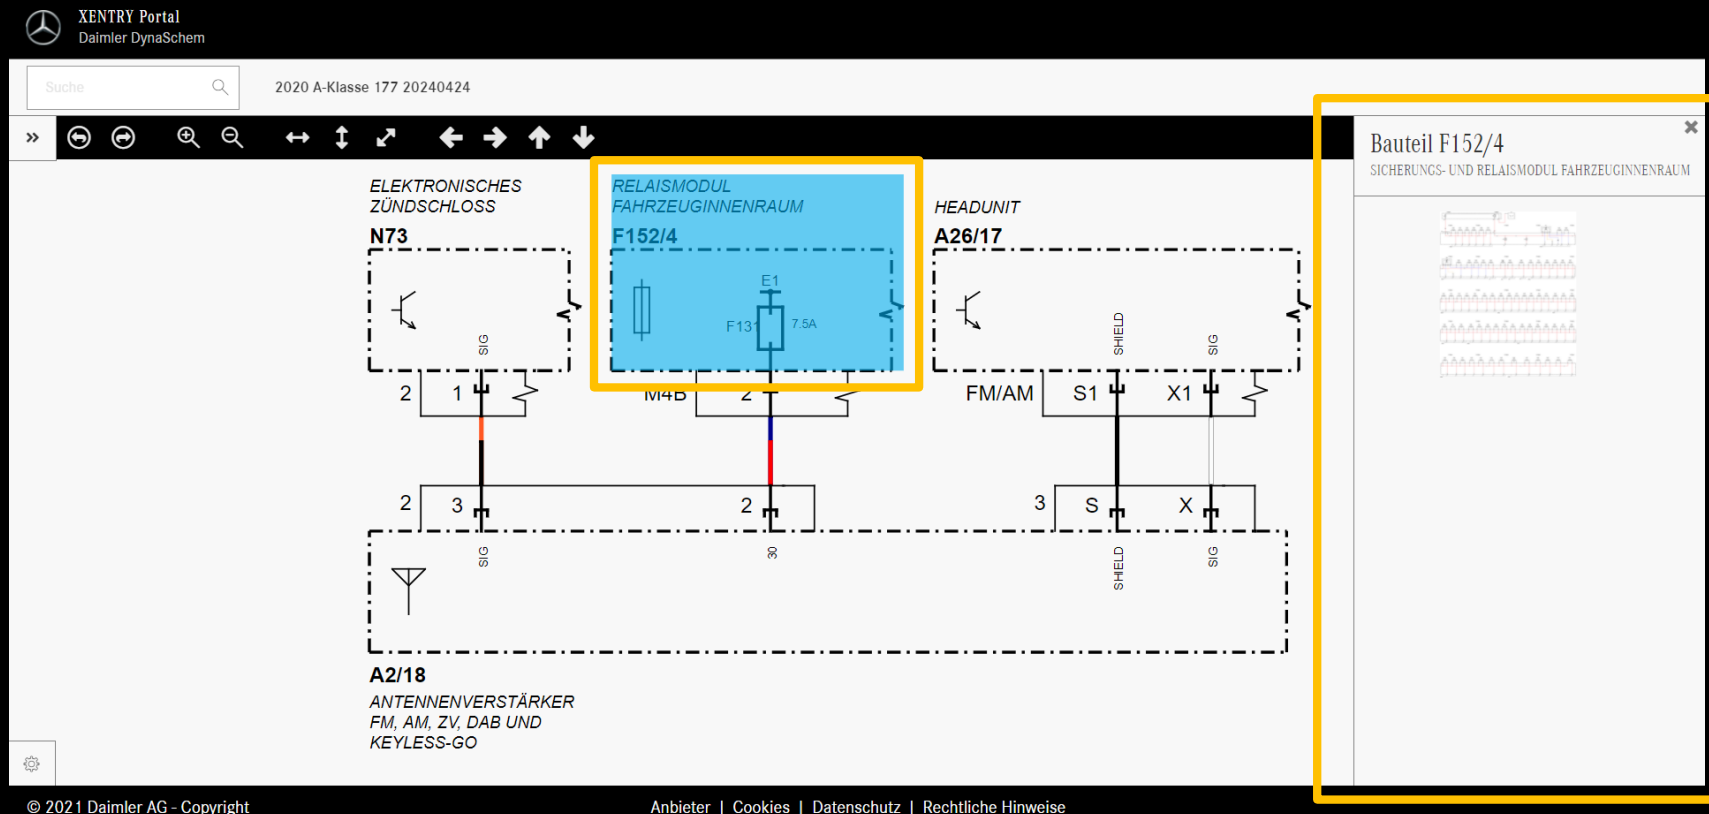 XENTRY Portal
Daimler DynaSchem
Suche
2020 A-Klasse 177 20240424
Bauteil F152/4
SICHERUNGS- UND RELAISMODUL FAHRZEUGINNENRAUM
ELEKTRONISCHES
ZÜNDSCHLOSS
N73
RELAISMODUL
FAHRZEUGINNENRAUM
F152/4
HEADUNIT
A26/17
E1
F131
7.5A
SIG
SHIELD
SIG
2
1
M4B
2
FM/AM
S1
X1
2
3
2
3
S
X
SIG
30
SHIELD
SIG
A2/18
ANTENNENVERSTÄRKER
FM, AM, ZV, DAB UND
KEYLESS-GO
© 2021 Daimler AG - Copyright
Anbieter | Cookies | Datenschutz | Rechtliche Hinweise